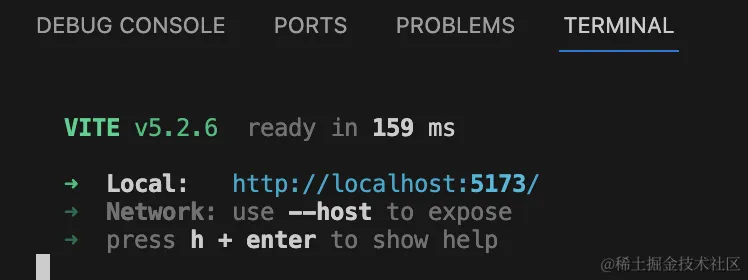 DEBUG CONSOLE PORTS PROBLEMS TERMINAL
VITE v5.2.6 ready in 159 ms
➜ Local: http://localhost:5173/
➜ Network: use --host to expose
➜ press h + enter to show help
@稀土掘金技术社区